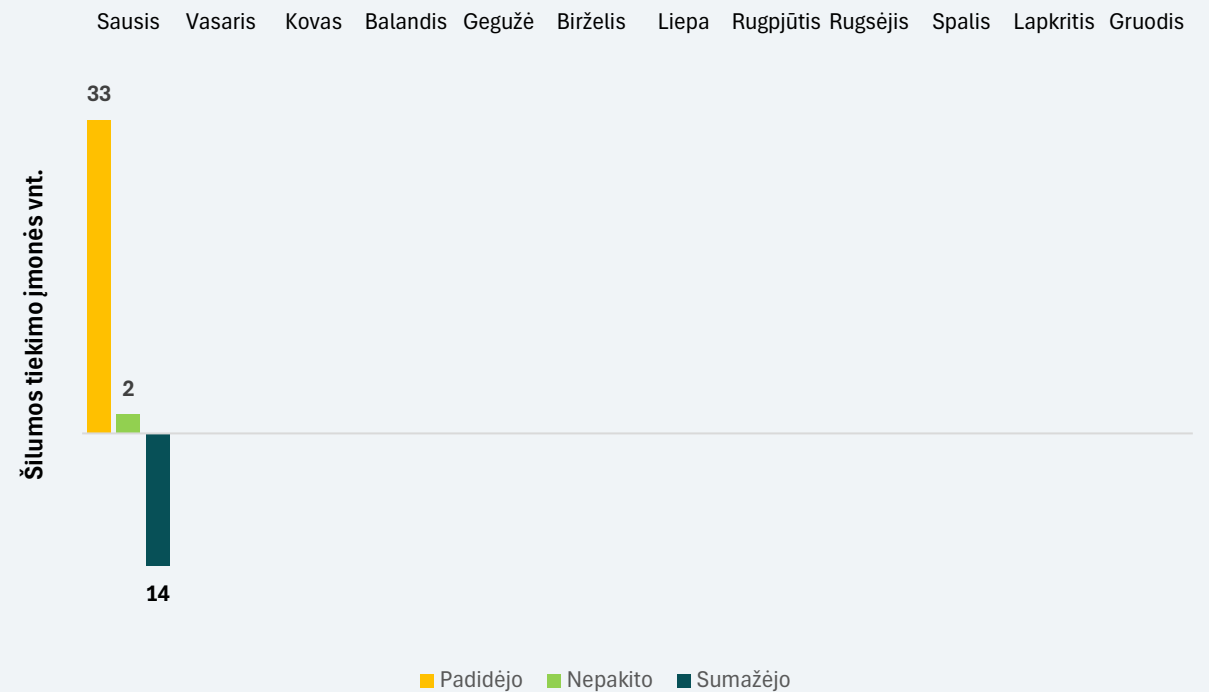 Sausis Vasaris Kovas Balandis Gegužė Birželis Liepa Rugpjūtis Rugsėjis Spalis Lapkritis Gruodis
33
Šilumos tiekimo įmonės vnt.
2
14
Padidėjo Nepakito Sumažėjo